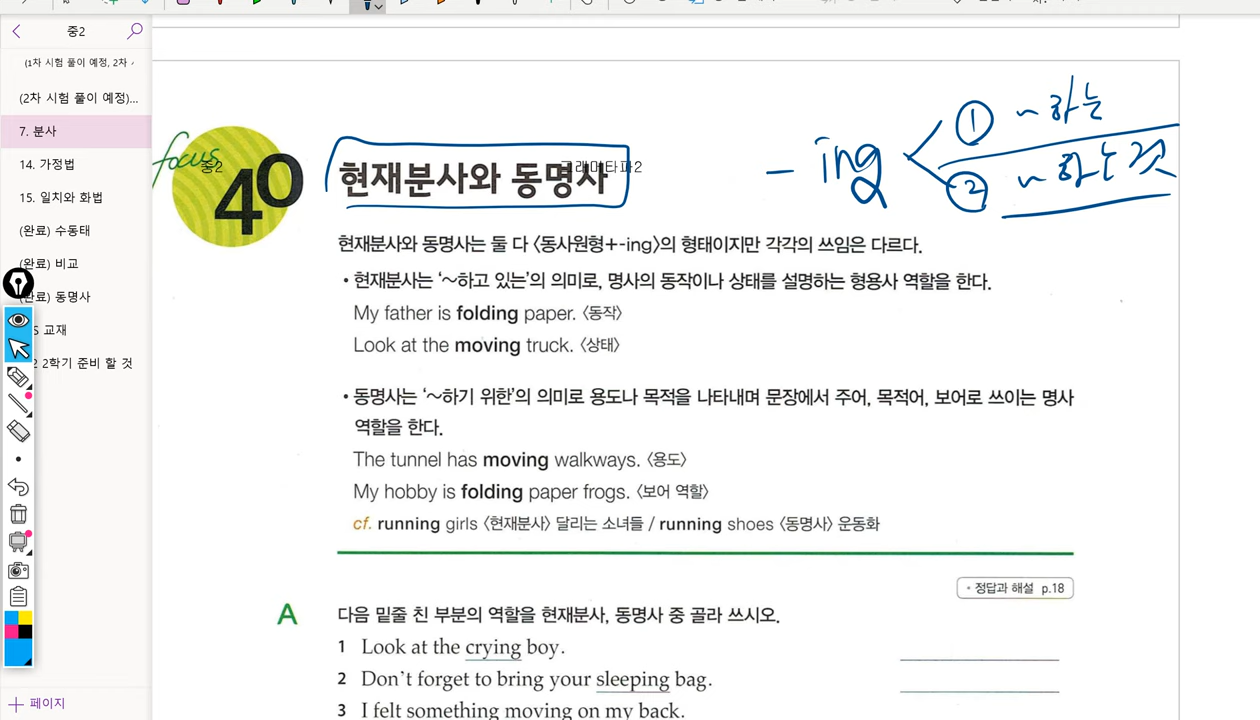 중2
(1차 시험 풀이 예정, 2차
(2차 시험 풀이 예정)...
7. 분사
14. 가정법
15. 일치와 화법
(완료) 수동태
(완료) 비교
료) 동명사
S 교재
2 2학기 준비 할 것
페이지
focus
중2
40
현재분사와 동명사
그래머타파2
- ing
① ~하는
② ~하는 것
현재분사와 동명사는 둘 다 〈동사원형+-ing〉의 형태이지만 각각의 쓰임은 다르다.
• 현재분사는 ‘~하고 있는’의 의미로, 명사의 동작이나 상태를 설명하는 형용사 역할을 한다.
My father is folding paper. 〈동작〉
Look at the moving truck. 〈상태〉
• 동명사는 ‘~하기 위한’의 의미로 용도나 목적을 나타내며 문장에서 주어, 목적어, 보어로 쓰이는 명사
역할을 한다.
The tunnel has moving walkways. 〈용도〉
My hobby is folding paper frogs. 〈보어 역할〉
cf. running girls 〈현재분사〉 달리는 소녀들 / running shoes 〈동명사〉 운동화
• 정답과 해설 p.18
A 다음 밑줄 친 부분의 역할을 현재분사, 동명사 중 골라 쓰시오.
1 Look at the crying boy.
2 Don't forget to bring your sleeping bag.
3 I felt something moving on my back.